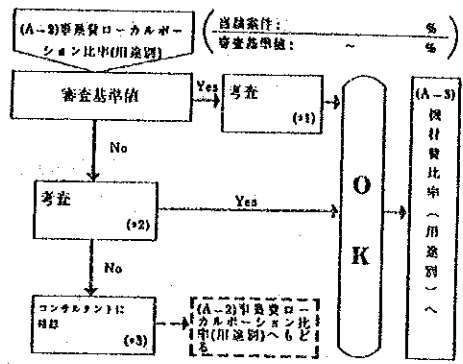 (A-2)事業費ローカルポー
ション比率(用途別)
当該案件: %
審査基準値: ~ %
審査基準値
Yes
考査
(*1)
No
考査
(*2)
Yes
No
コンサルタントに
(*3)
(A-2)事業費ロー
カルポーション比
率(用途別)へもど
る
OK
(A-3)機材費比率(用途別)へ